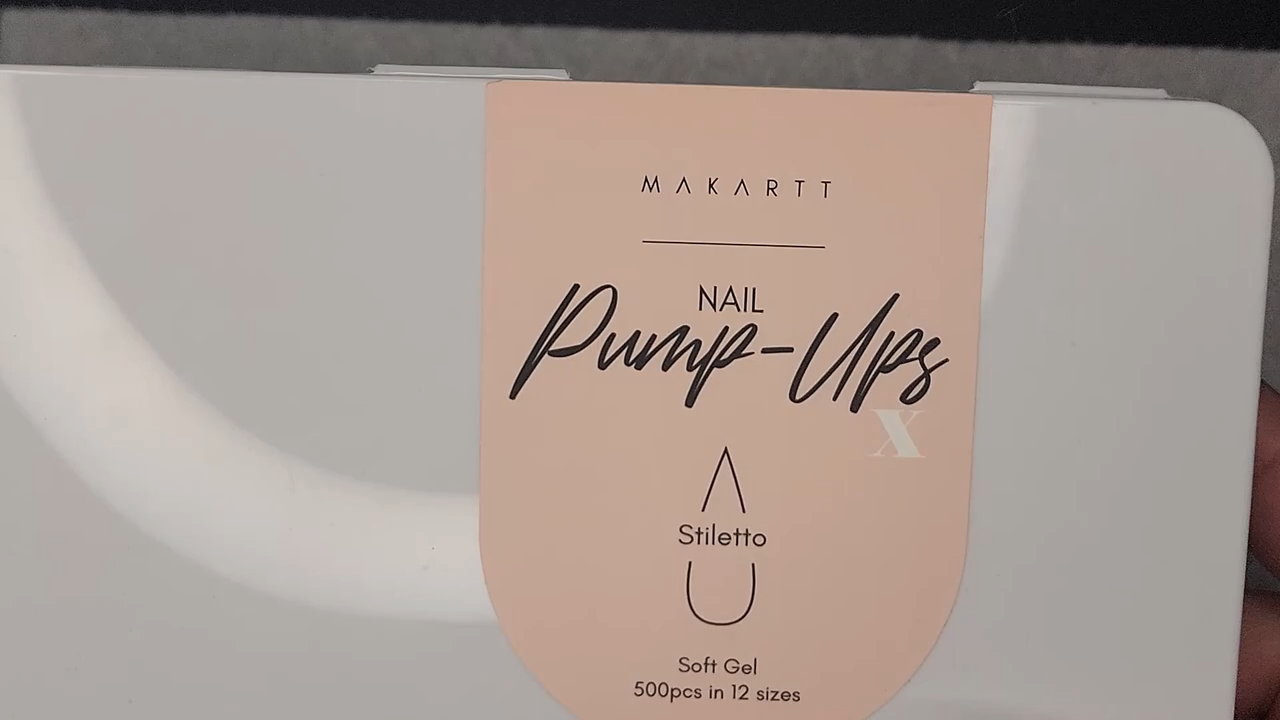 MAKARTT
NAIL
Pump-Ups
X
Stiletto
Soft Gel
500pcs in 12 sizes